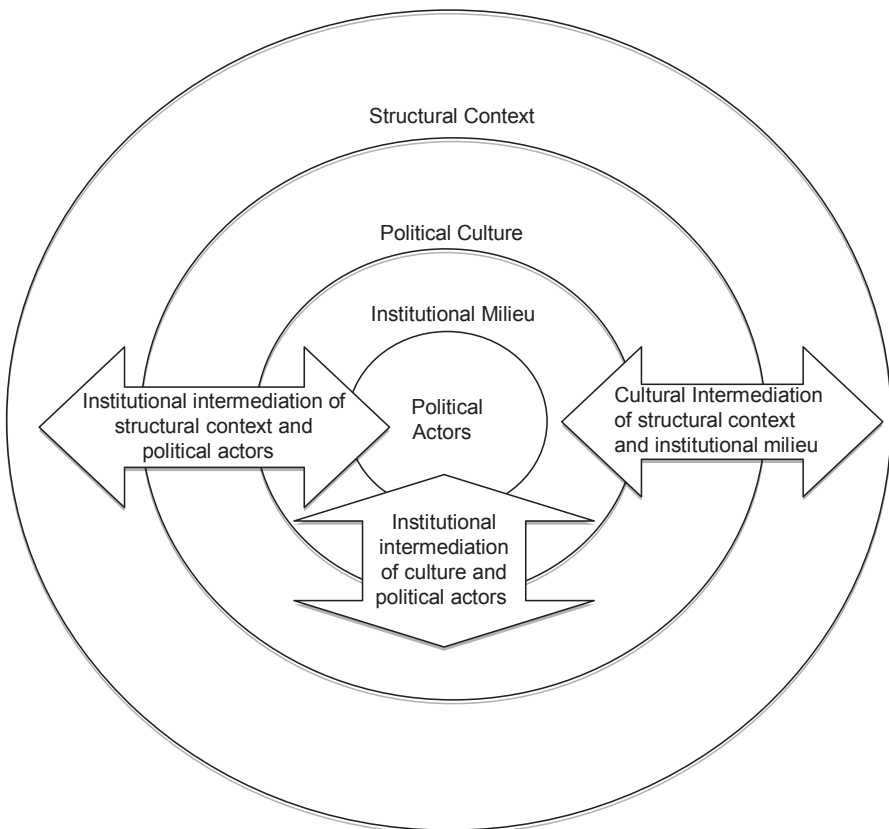 Structural Context
Political Culture
Institutional Milieu
Political
Actors
Institutional intermediation of
structural context and
political actors
Cultural Intermediation
of structural context
and institutional milieu
Institutional
intermediation
of culture and
political actors